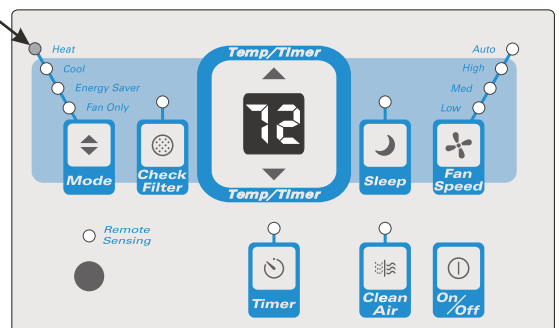 Heat
Cool
Energy Saver
Fan Only
Mode
Check
Filter
Temp/Timer
72
Temp/Timer
Sleep
Auto
High
Med
Low
Fan
Speed
Remote
Sensing
Timer
Clean
Air
On/Off